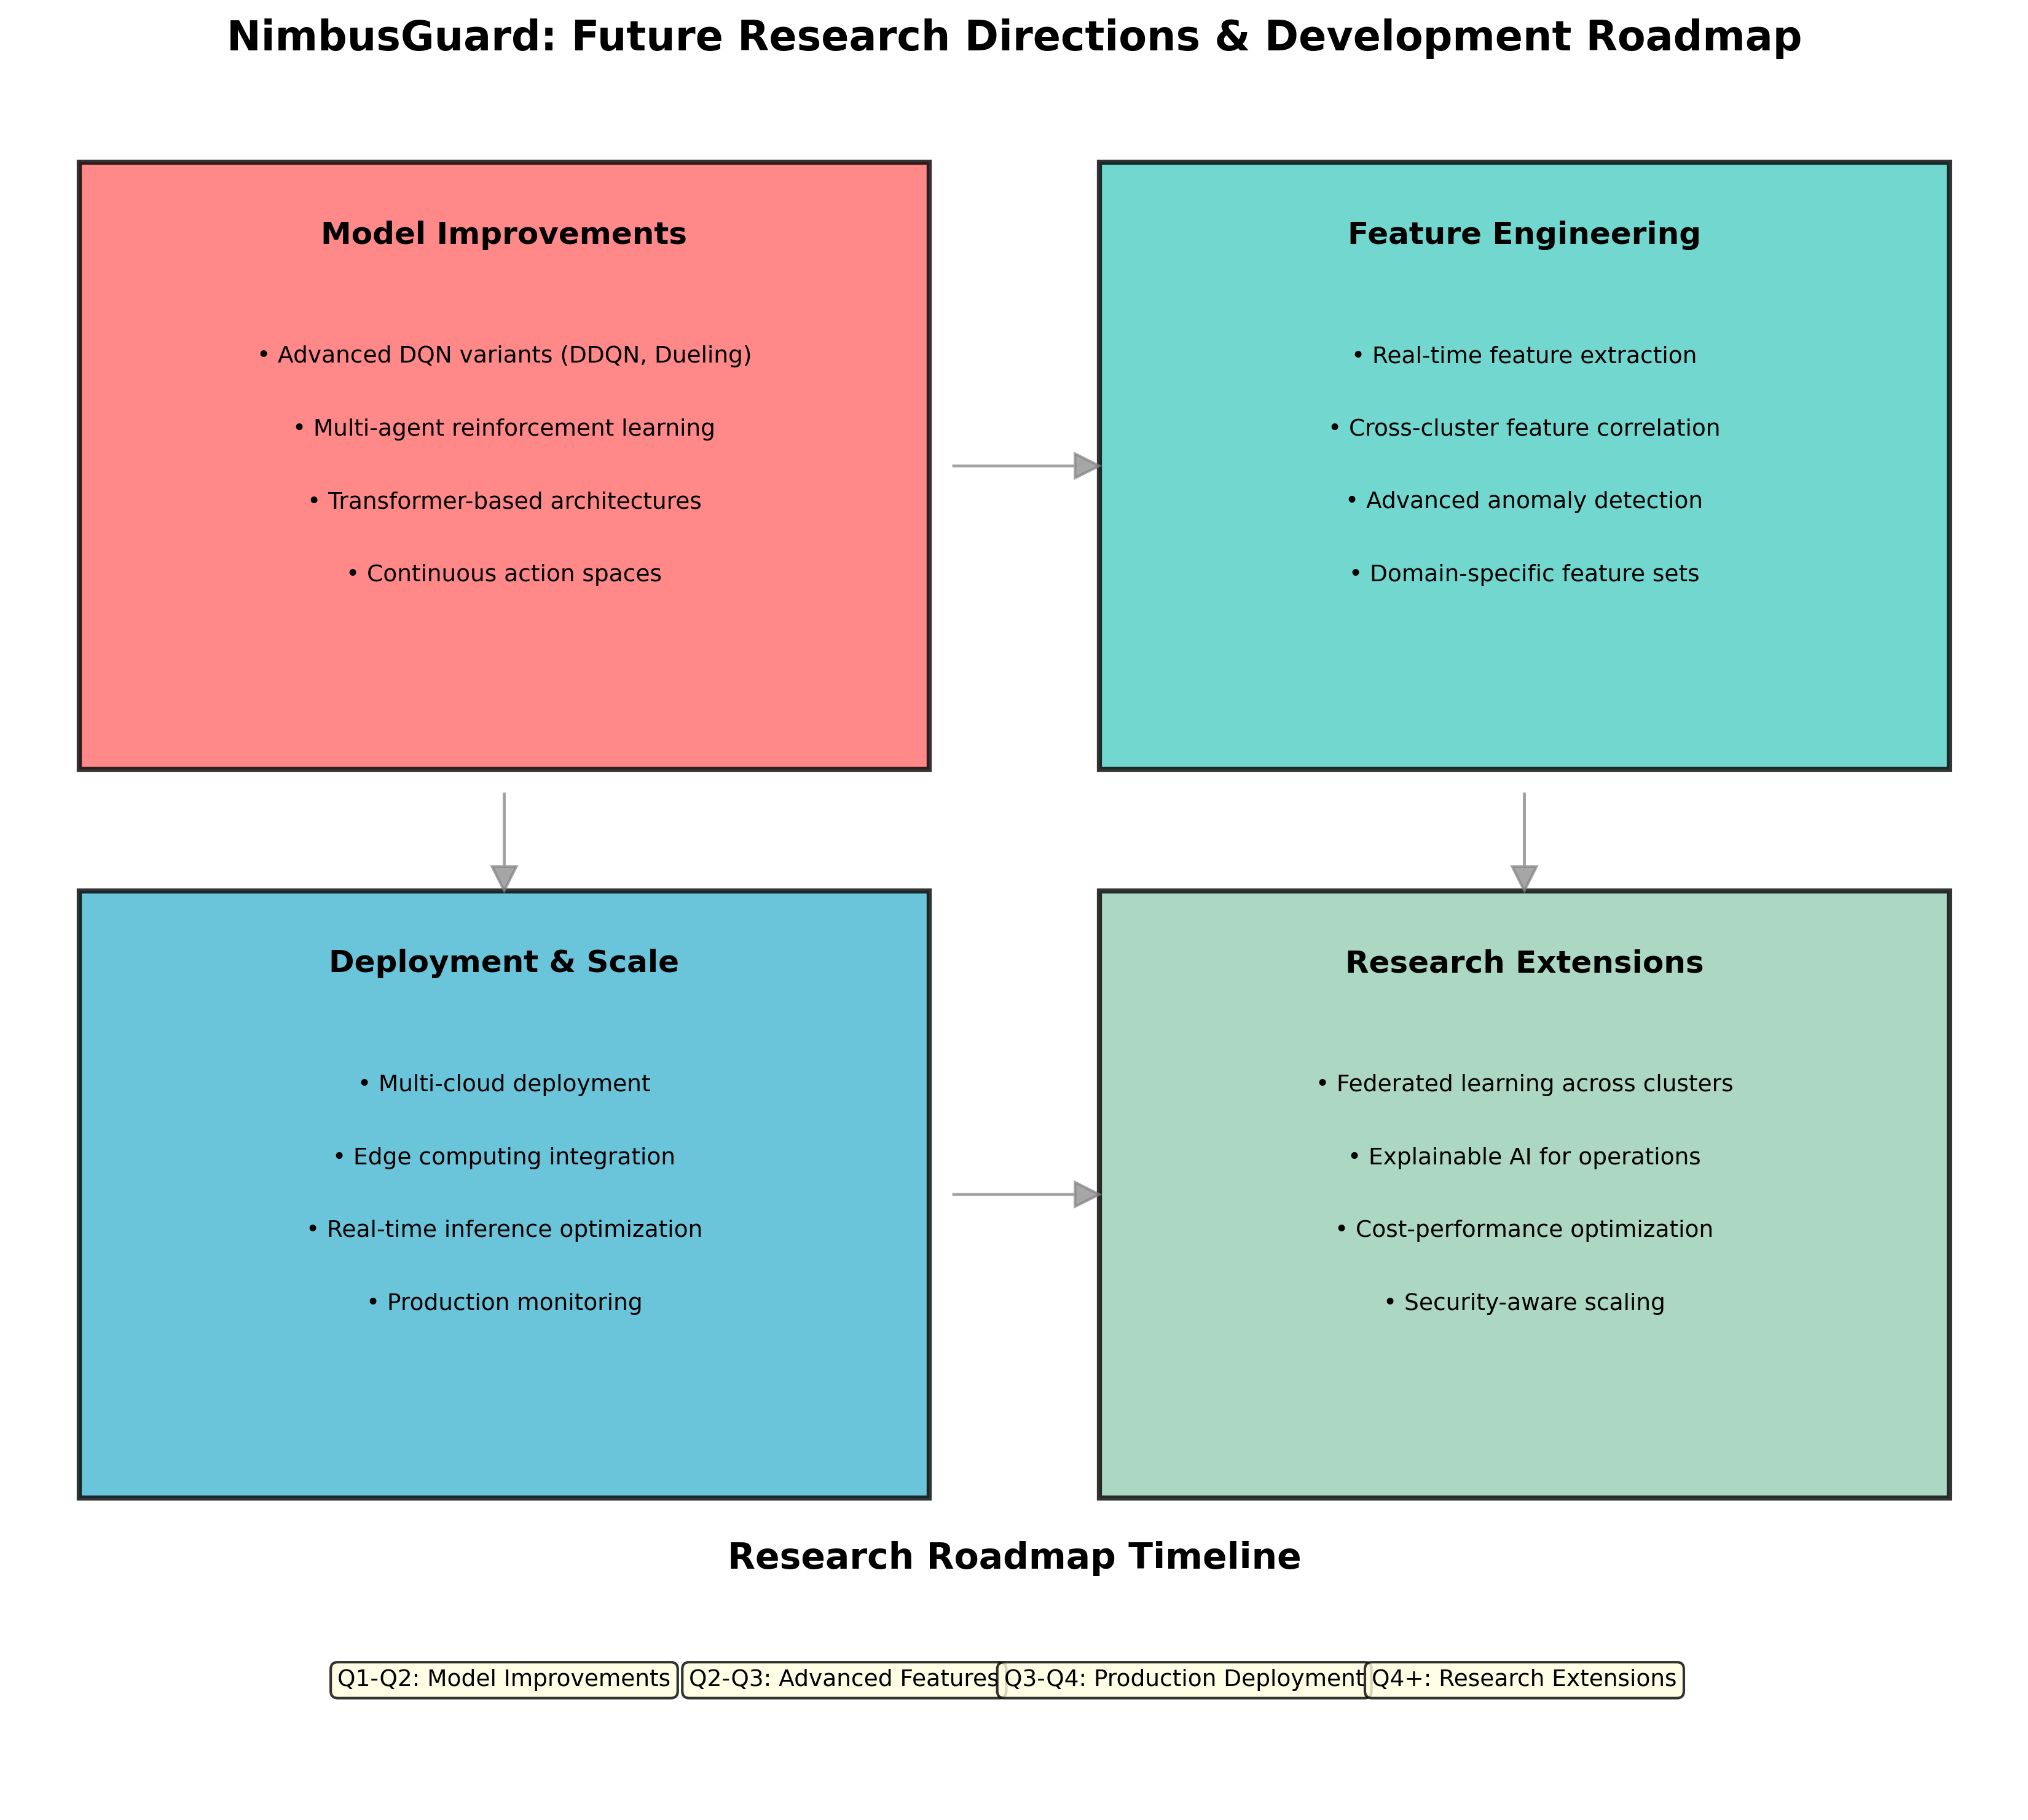 NimbusGuard: Future Research Directions & Development Roadmap
Model Improvements
• Advanced DQN variants (DDQN, Dueling)
• Multi-agent reinforcement learning
• Transformer-based architectures
• Continuous action spaces
Feature Engineering
• Real-time feature extraction
• Cross-cluster feature correlation
• Advanced anomaly detection
• Domain-specific feature sets
Deployment & Scale
• Multi-cloud deployment
• Edge computing integration
• Real-time inference optimization
• Production monitoring
Research Extensions
• Federated learning across clusters
• Explainable AI for operations
• Cost-performance optimization
• Security-aware scaling
Research Roadmap Timeline
Q1-Q2: Model Improvements
Q2-Q3: Advanced Features
Q3-Q4: Production Deployment
Q4+: Research Extensions